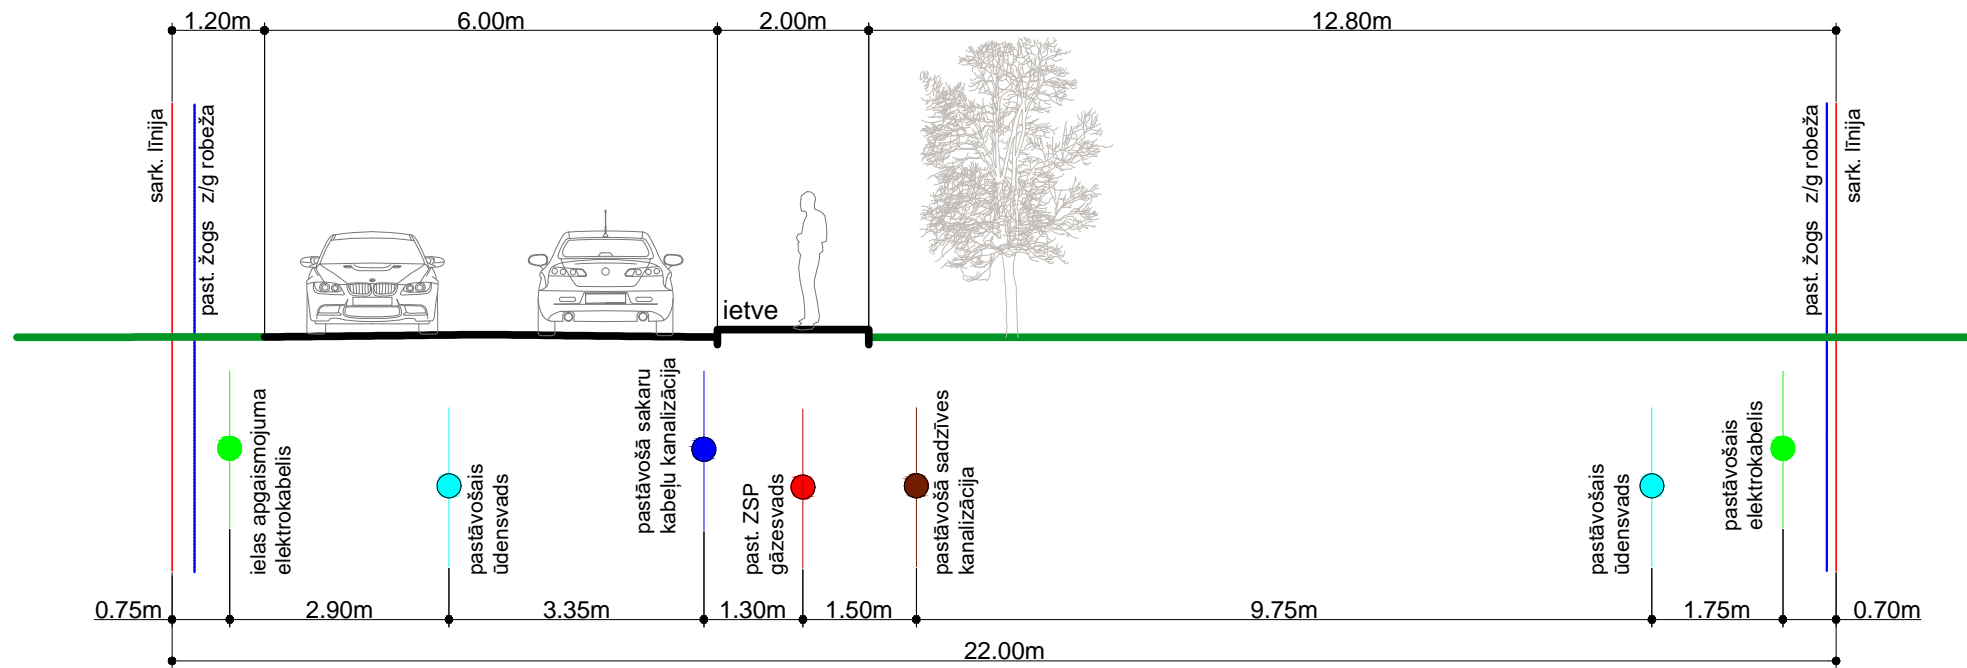 1.20m
6.00m
2.00m
12.80m
sark. līnija
past. žogs z/g robeža
past. žogs z/g robeža
sark. līnija
ietve
ielas apgaismojuma
elektrokabelis
pastāvošais
ūdensvads
pastāvošā sakaru
kabeļu kanalizācija
past. ZSP
gāzesvads
pastāvošā sadzīves
kanalizācija
pastāvošais
ūdensvads
pastāvošais
elektrokabelis
0.75m
2.90m
3.35m
1.30m
1.50m
9.75m
1.75m
0.70m
22.00m